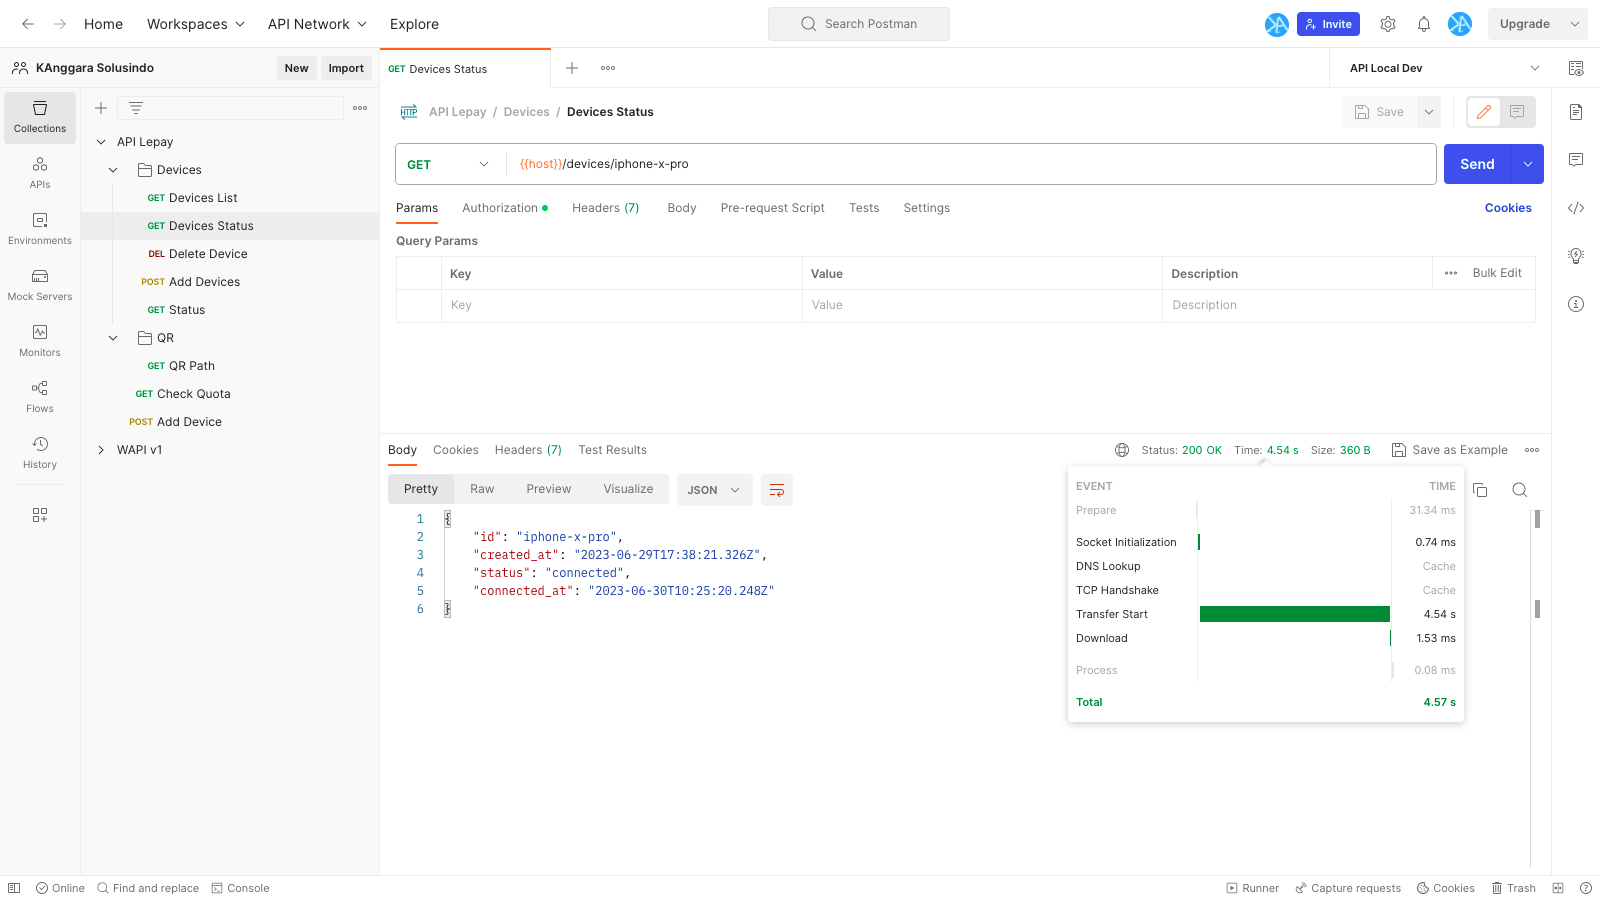 Home Workspaces API Network Explore Search Postman Invite Upgrade
KAnggara Solusindo New Import GET Devices Status API Local Dev
Collections
APIs
Environments
Mock Servers
Monitors
Flows
History
API Lepay
Devices
GET Devices List
GET Devices Status
DEL Delete Device
POST Add Devices
GET Status
QR
GET QR Path
GET Check Quota
POST Add Device
WAPI v1
HTTP API Lepay / Devices / Devices Status Save
GET {{host}}/devices/iphone-x-pro Send
Params Authorization Headers (7) Body Pre-request Script Tests Settings Cookies
Query Params
Key Value Description Bulk Edit
Key Value Description
Body Cookies Headers (7) Test Results Status: 200 OK Time: 4.54 s Size: 360 B Save as Example
Pretty Raw Preview Visualize JSON
1 {
2 "id": "iphone-x-pro",
3 "created_at": "2023-06-29T17:38:21.326Z",
4 "status": "connected",
5 "connected_at": "2023-06-30T10:25:20.248Z"
6 }
EVENT TIME
Prepare 31.34 ms
Socket Initialization 0.74 ms
DNS Lookup Cache
TCP Handshake Cache
Transfer Start 4.54 s
Download 1.53 ms
Process 0.08 ms
Total 4.57 s
Online Find and replace Console Runner Capture requests Cookies Trash